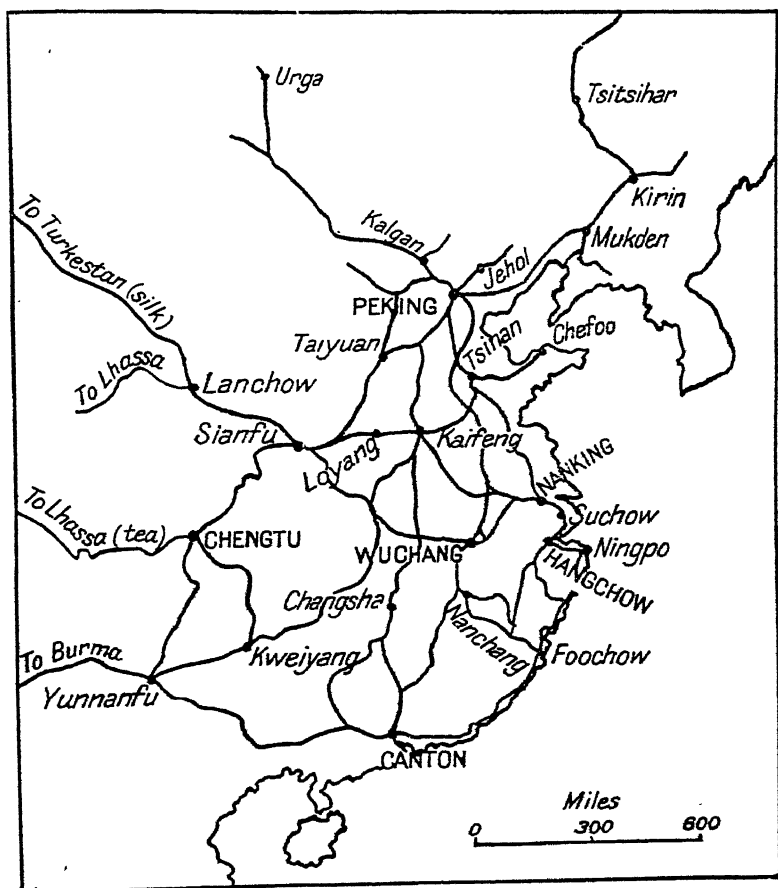 Urga
Tsitsihar
Kirin
Kalgan
Mukden
Jehol
To Turkestan (silk)
PEKING
Tsinan
Chefoo
Taiyuan
To Lhassa
Lanchow
Sianfu
Loyang
Kaifeng
NANKING
To Lhassa (tea)
CHENGTU
Suchow
WUCHANG
Ningpo
HANGCHOW
Changsha
Nanchang
To Burma
Kweiyang
Foochow
Yunnanfu
CANTON
Miles
0 300 600